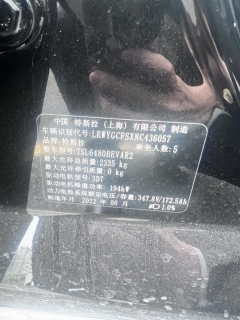 中国 特斯拉（上海）有限公司 制造
车辆识别代号:LRWYGCFSXNC436057
品牌:特斯拉 乘坐人数:5
整车型号:TSL6480BEVAR2
最大允许总质量:2335 kg
最大允许牵引质量:0 kg
驱动电机型号:3D7
驱动电机峰值功率: 194kW
动力电池系统额定电压/容量:347.8V/172.5Ah
制造年月 2022 年 08 月 1.0%